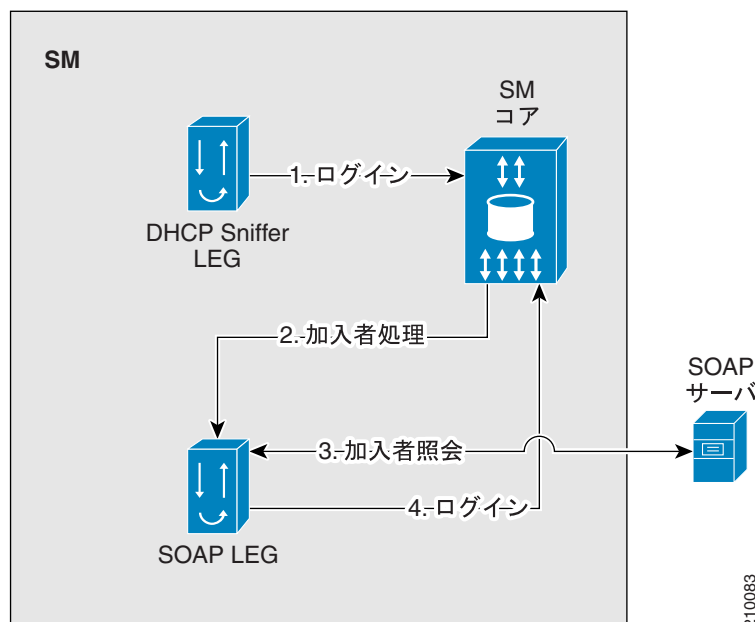 SM
SM
コア
1. ログイン
DHCP Sniffer
LEG
2. 加入者処理
SOAP
サーバ
3. 加入者照会
4. ログイン
SOAP LEG
210083